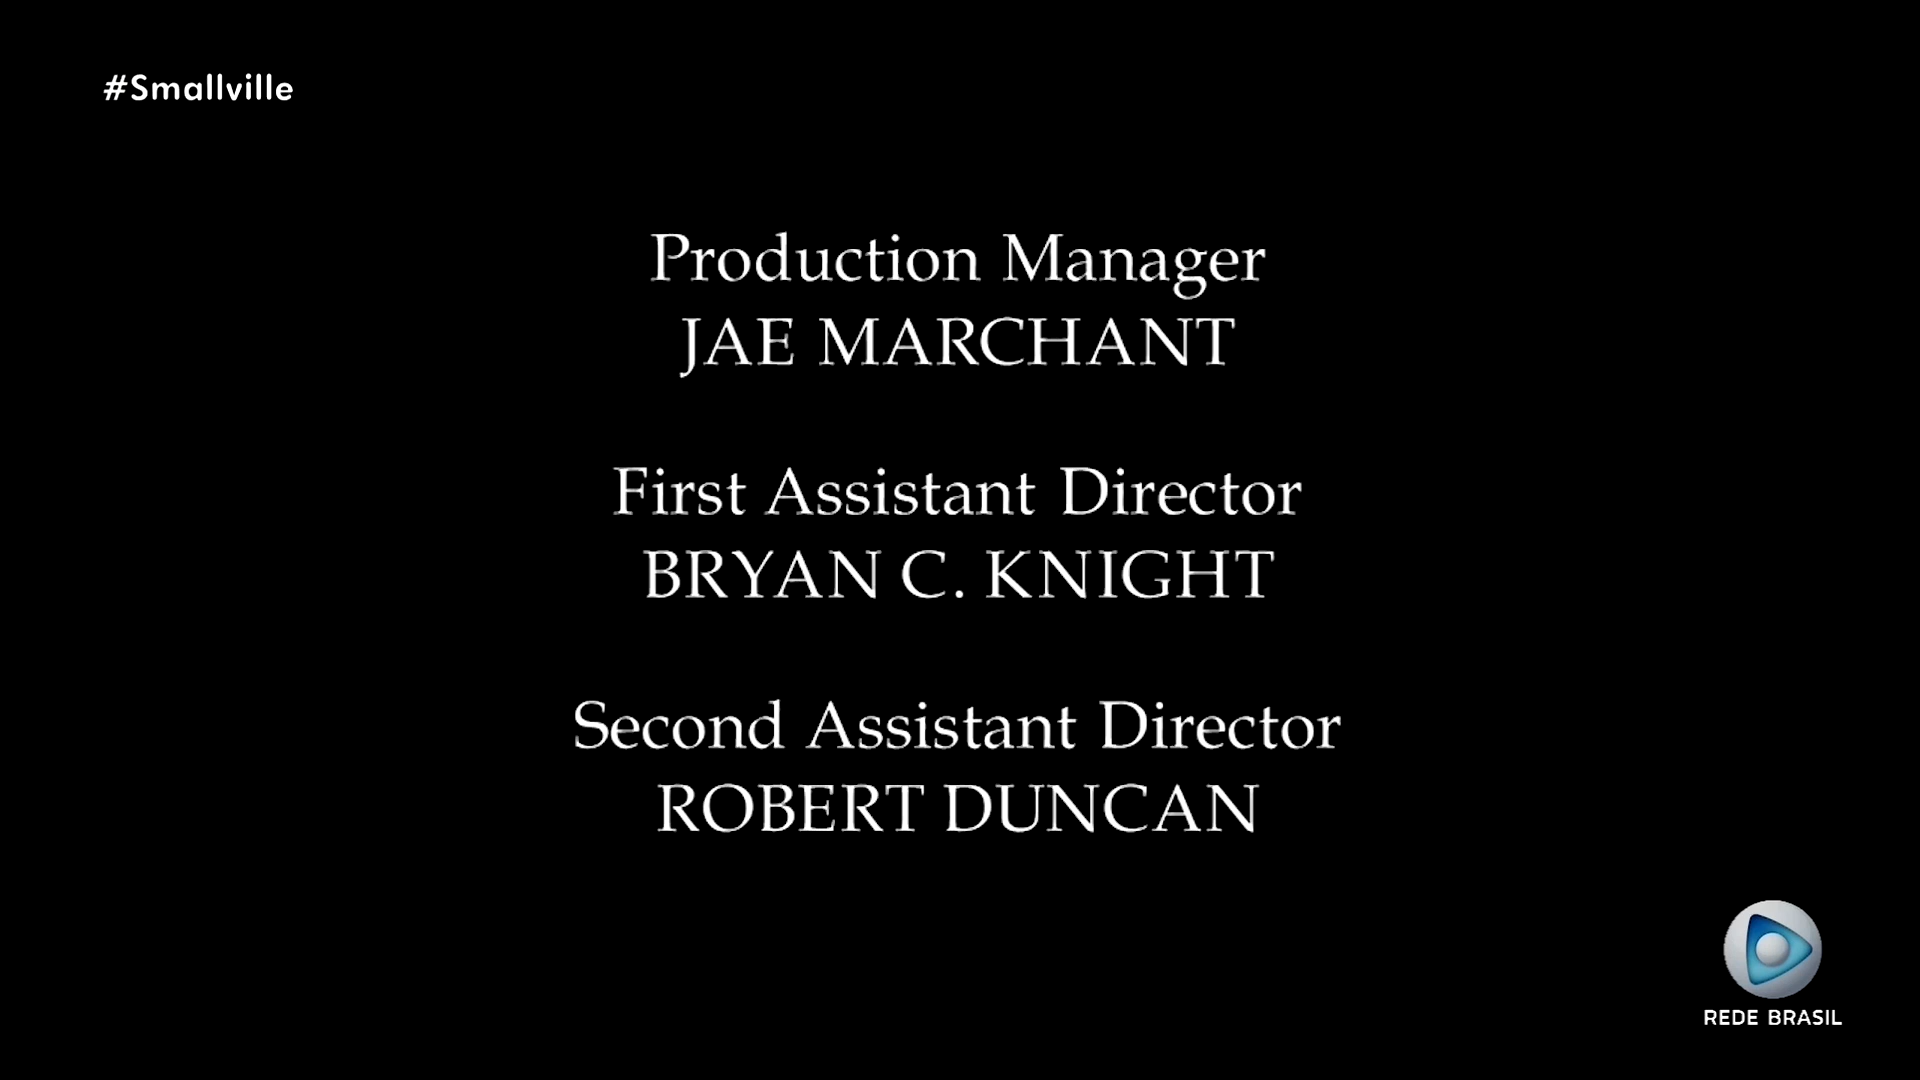 #Smallville
Production Manager
JAE MARCHANT
First Assistant Director
BRYAN C. KNIGHT
Second Assistant Director
ROBERT DUNCAN
REDE BRASIL